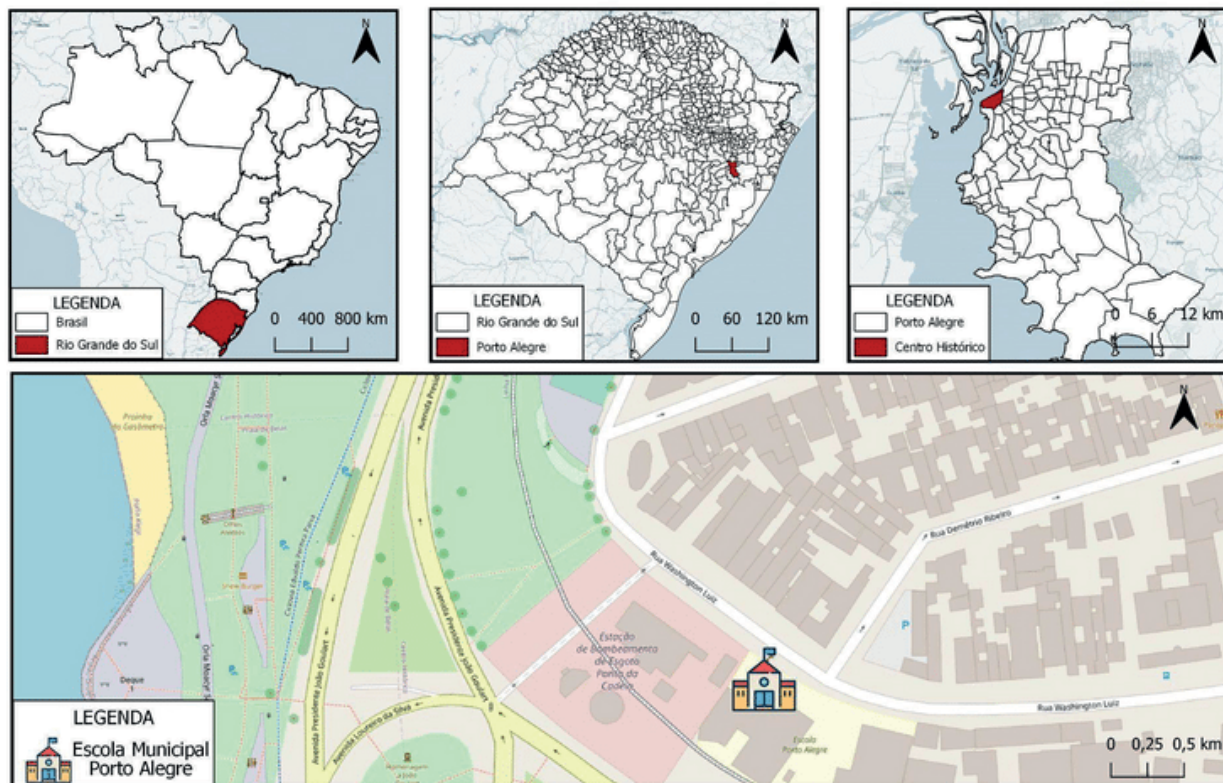 N
LEGENDA
Brasil
Rio Grande do Sul
0 400 800 km
N
LEGENDA
Rio Grande do Sul
Porto Alegre
0 60 120 km
N
LEGENDA
Porto Alegre
Centro Histórico
0 6 12 km
N
Prainha
do Gasômetro
Orla Moacyr S
Avenida Presid
Rua Demétrio Ribeiro
Rua Washington Luiz
Avenida Presidente João Goulart
Avenida Presidente João Goulart
Estação
de Bombeamento
de Esgoto
Ponta da
Cadeia
P
P
Deque
Orla Moacyr S
Avenida Loureiro da Silva
Rua Washington Luiz
Escola
Porto Alegre
LEGENDA
Escola Municipal
Porto Alegre
0 0,25 0,5 km